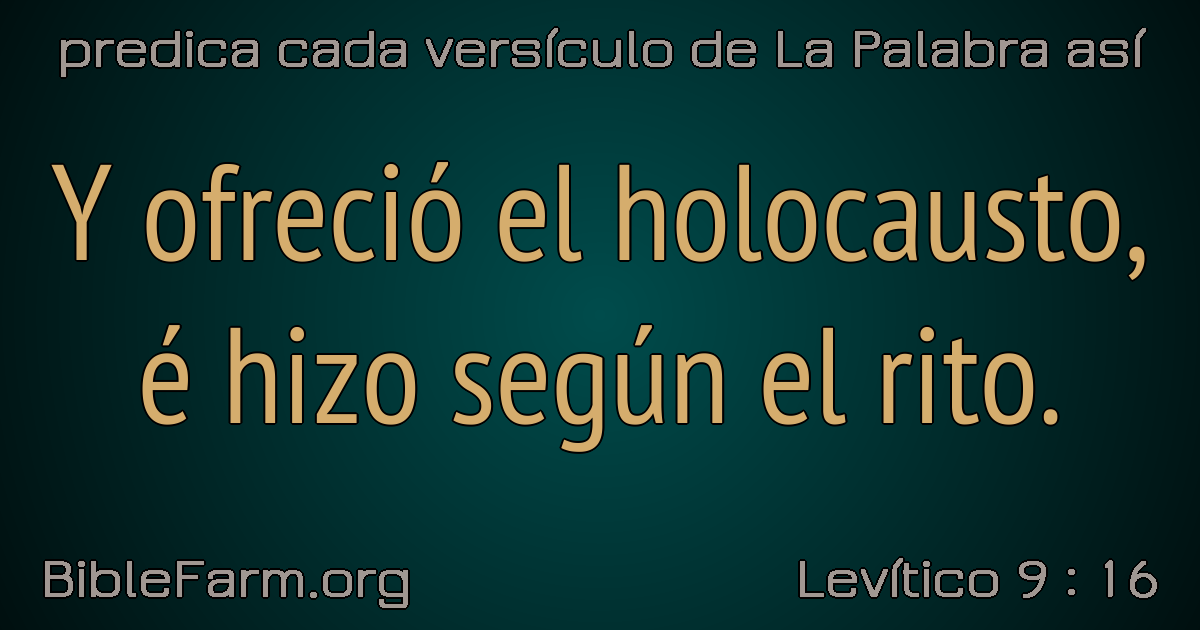 predica cada versículo de La Palabra así
Y ofreció el holocausto,
é hizo según el rito.
BibleFarm.org
Levítico 9 : 16